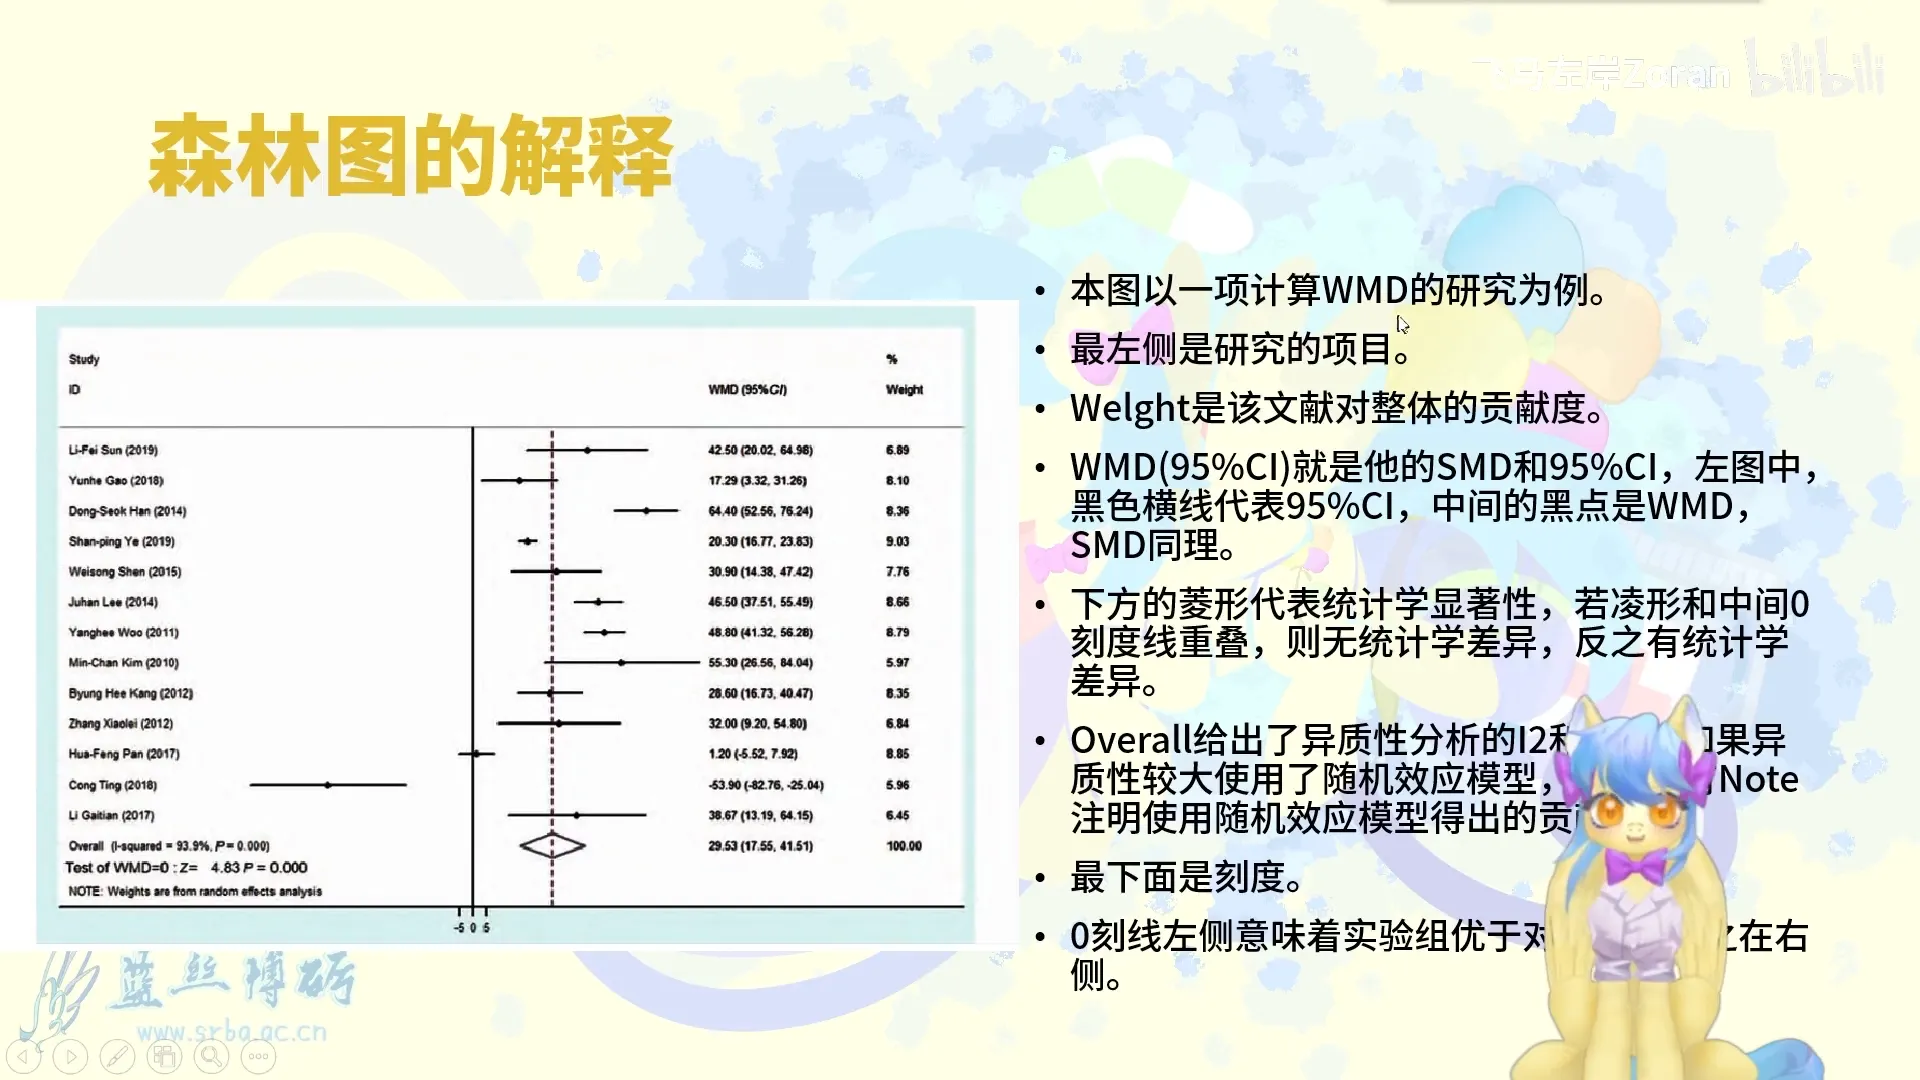 飞马左岸Zoran bilibili
森林图的解释
Study %
ID WMD (95%CI) Weight
Li-Fei Sun (2019) 42.50 (20.02, 64.98) 6.89
Yunhe Gao (2018) 17.29 (3.32, 31.26) 8.10
Dong-Seok Han (2014) 64.40 (52.56, 76.24) 8.36
Shan-ping Ye (2019) 20.30 (16.77, 23.83) 9.03
Weisong Shen (2015) 30.90 (14.38, 47.42) 7.76
Juhan Lee (2014) 46.50 (37.51, 55.49) 8.66
Yanghee Woo (2011) 48.80 (41.32, 56.28) 8.79
Min-Chan Kim (2010) 55.30 (26.56, 84.04) 5.97
Byung Hee Kang (2012) 28.60 (16.73, 40.47) 8.35
Zhang Xiaolei (2012) 32.00 (9.20, 54.80) 6.84
Hua-Feng Pan (2017) 1.20 (-5.52, 7.92) 8.85
Cong Ting (2018) -53.90 (-82.76, -25.04) 5.96
Li Gaitian (2017) 38.67 (13.19, 64.15) 6.45
Overall (I-squared = 93.9%, P = 0.000) 29.53 (17.55, 41.51) 100.00
Test of WMD=0 : Z= 4.83 P = 0.000
NOTE: Weights are from random effects analysis
-5 0 5
• 本图以一项计算WMD的研究为例。
• 最左侧是研究的项目。
• Welght是该文献对整体的贡献度。
• WMD(95%CI)就是他的SMD和95%CI，左图中，
黑色横线代表95%CI，中间的黑点是WMD，
SMD同理。
• 下方的菱形代表统计学显著性，若凌形和中间0
刻度线重叠，则无统计学差异，反之有统计学
差异。
• Overall给出了异质性分析的I2和 如果异
质性较大使用了随机效应模型， Note
注明使用随机效应模型得出的贡
• 最下面是刻度。
• 0刻线左侧意味着实验组优于对 之在右
侧。
蓝丝博砺
www.srba.ac.cn